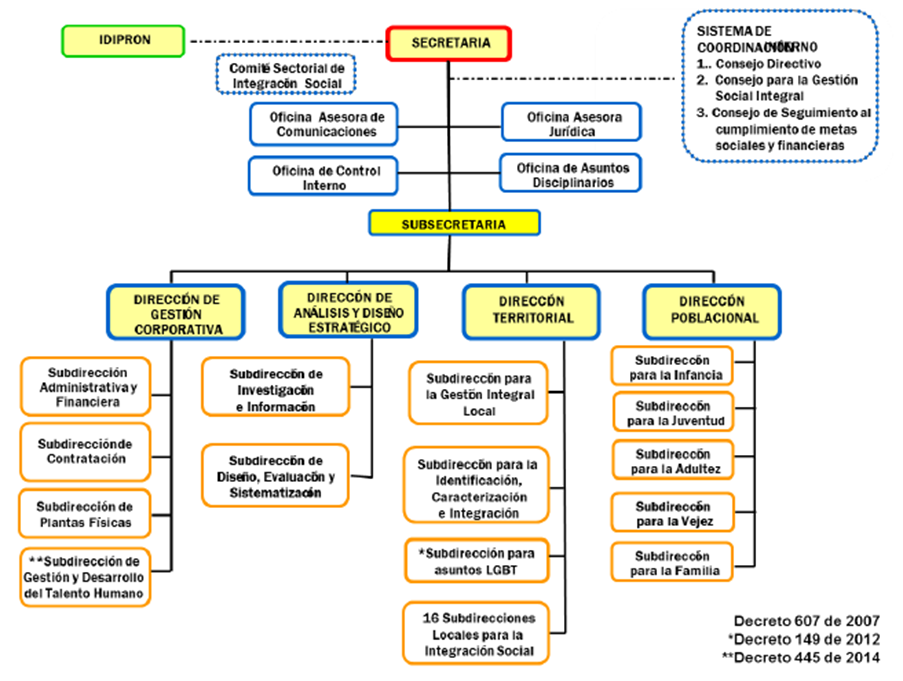 IDIPRON
SECRETARIA
SISTEMA DE
COORDINACIÓN INTERNO
1.. Consejo Directivo
2. Consejo para la Gestión
Social Integral
3. Consejo de Seguimiento al
cumplimiento de metas
sociales y financieras
Comité Sectorial de
Integracón Social
Oficina Asesora de
Comunicaciones
Oficina Asesora
Jurídica
Oficina de Control
Interno
Oficina de Asuntos
Disciplinarios
SUBSECRETARIA
DIRECCÓN DE
GESTIÓN
CORPORATIVA
DIRECCÓN DE
ANÁLISIS Y DISEÑO
ESTRATÉGICO
DIRECCÓN
TERRITORIAL
DIRECCÓN
POBLACIONAL
Subdirección
Administrativa y
Financiera
Subdirección de
Contratación
Subdirección de
Plantas Físicas
**Subdirección de
Gestión y Desarrollo
del Talento Humano
Subdireccón de
Investigacón
e Informacón
Subdireccón de
Diseño, Evaluacón y
Sistematizacón
Subdireccón para
la Gestión Integral
Local
Subdireccón para la
Identificación,
Caracterización
e Integración
*Subdirección para
asuntos LGBT
16 Subdirecciones
Locales para la
Integración Social
Subdireccón
para la Infancia
Subdireccón
para la Juventud
Subdireccón
para la Adultez
Subdireccón
para la Vejez
Subdireccón
para la Familia
Decreto 607 de 2007
*Decreto 149 de 2012
**Decreto 445 de 2014